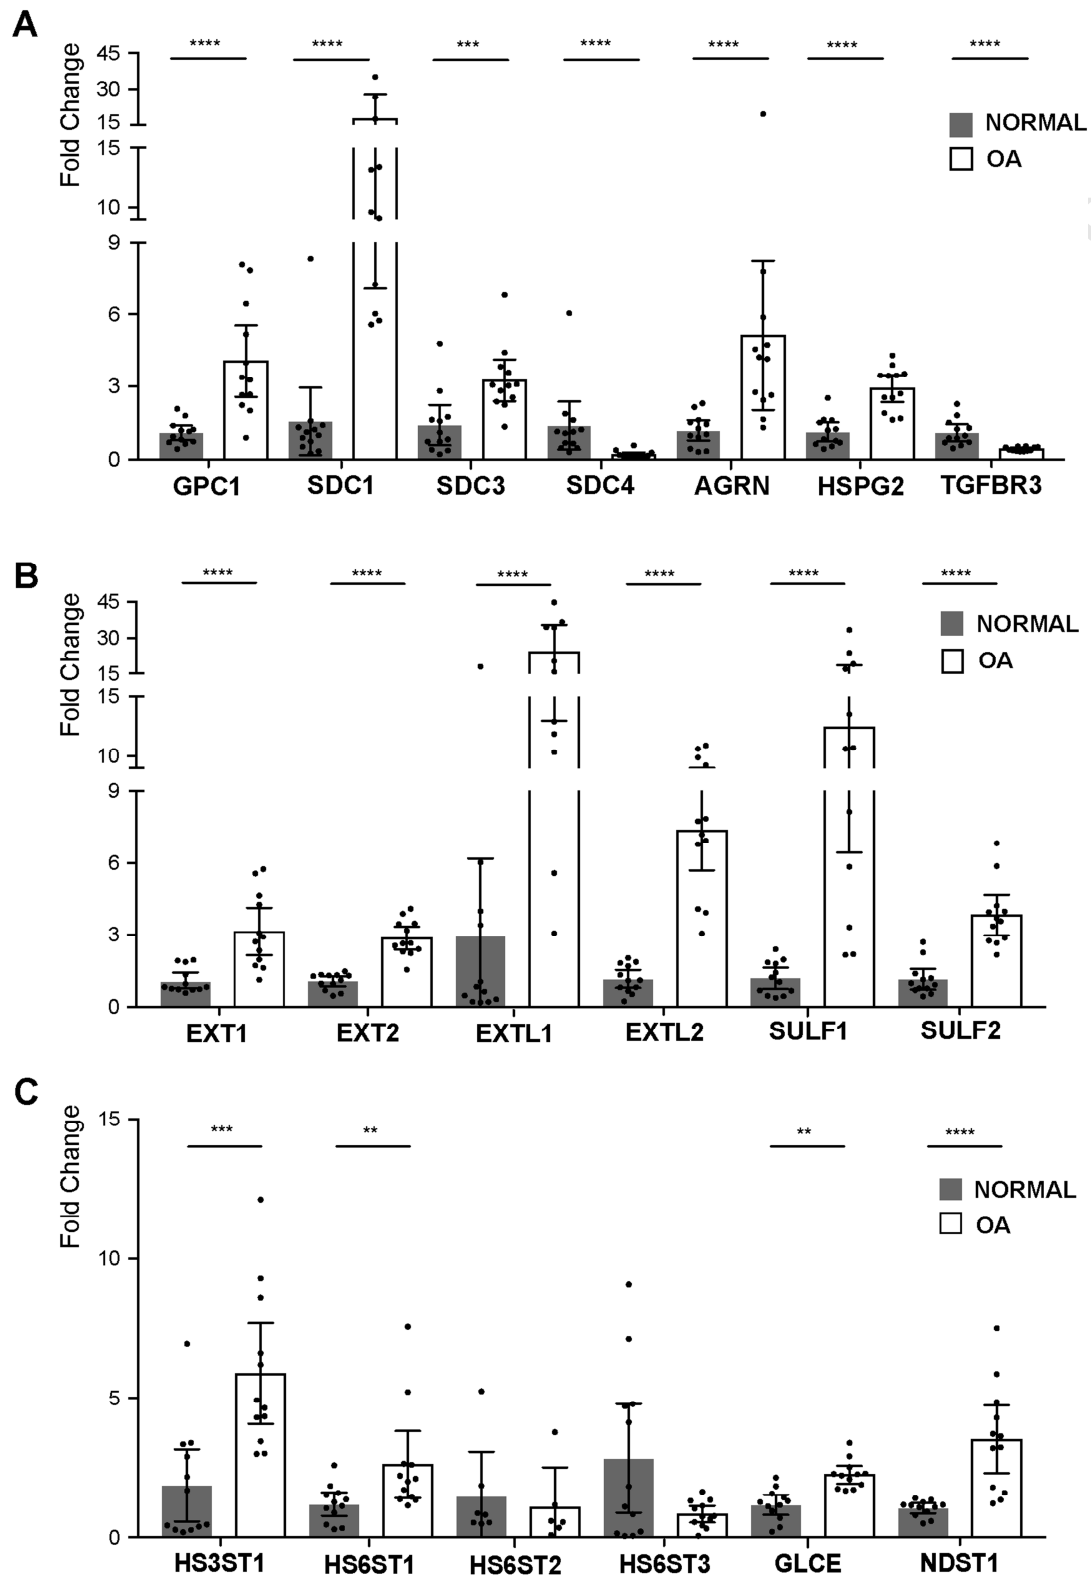 A
**** **** *** **** **** **** ****
Fold Change
45
30
15
15
10
9
6
3
0
NORMAL
OA
GPC1 SDC1 SDC3 SDC4 AGRN HSPG2 TGFBR3
B
**** **** **** **** **** ****
Fold Change
45
30
15
15
10
9
6
3
0
NORMAL
OA
EXT1 EXT2 EXTL1 EXTL2 SULF1 SULF2
C
*** ** ** ****
Fold Change
15
10
5
0
NORMAL
OA
HS3ST1 HS6ST1 HS6ST2 HS6ST3 GLCE NDST1